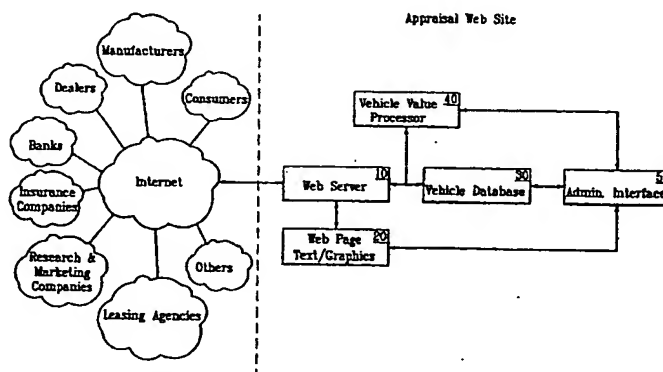 Appraisal Web Site
Manufacturers
Dealers
Consumers
Banks
Internet
Insurance
Companies
Research &
Marketing
Companies
Others
Leasing Agencies
Vehicle Value
Processor
40
Web Server
10
Vehicle Database
30
Admin. Interface
5
Web Page
Text/Graphics
20